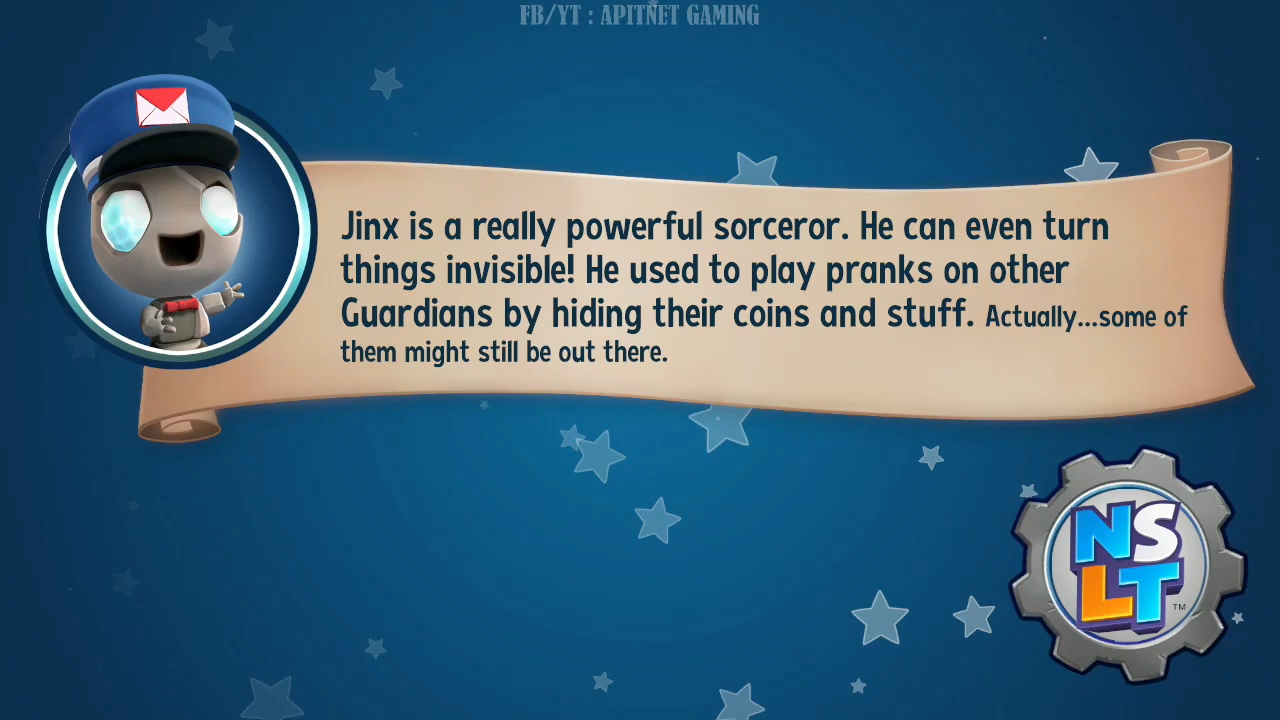 FB/YT : APITNET GAMING
Jinx is a really powerful sorceror. He can even turn
things invisible! He used to play pranks on other
Guardians by hiding their coins and stuff. Actually...some of
them might still be out there.
NS
LT
TM